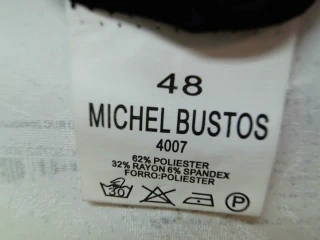 48
MICHEL BUSTOS
4007
62% POLIESTER
32% RAYON 6% SPANDEX
FORRO:POLIESTER
30 P